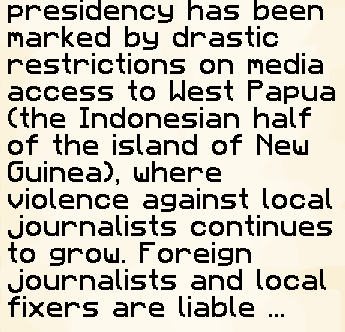 presidency has been
marked by drastic
restrictions on media
access to West Papua
(the Indonesian half
of the island of New
Guinea), where
violence against local
journalists continues
to grow. Foreign
journalists and local
fixers are liable ...